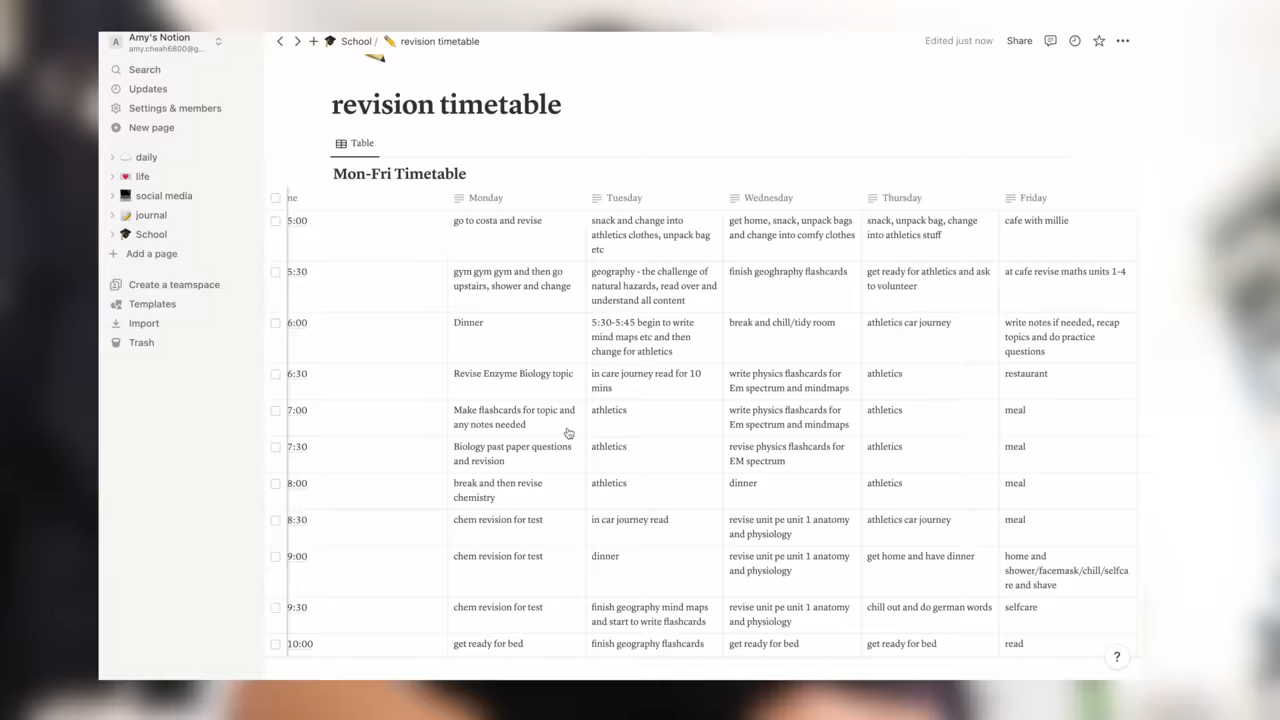 A
Amy's Notion
amy.cheah6800@g...
School / revision timetable
Edited just now
Share
Search
Updates
Settings & members
New page
daily
life
social media
journal
School
Add a page
Create a teamspace
Templates
Import
Trash
revision timetable
Table
Mon-Fri Timetable
ne Monday Tuesday Wednesday Thursday Friday
5:00
go to costa and revise
snack and change into
athletics clothes, unpack bag
etc
get home, snack, unpack bags
and change into comfy clothes
snack, unpack bag, change
into athletics stuff
cafe with millie
5:30
gym gym gym and then go
upstairs, shower and change
geography - the challenge of
natural hazards, read over and
understand all content
finish geoghraphy flashcards
get ready for athletics and ask
to volunteer
at cafe revise maths units 1-4
6:00
Dinner
5:30-5:45 begin to write
mind maps etc and then
change for athletics
break and chill/tidy room
athletics car journey
write notes if needed, recap
topics and do practice
questions
6:30
Revise Enzyme Biology topic
in care journey read for 10
mins
write physics flashcards for
Em spectrum and mindmaps
athletics
restaurant
7:00
Make flashcards for topic and
any notes needed
athletics
write physics flashcards for
Em spectrum and mindmaps
athletics
meal
7:30
Biology past paper questions
and revision
athletics
revise physics flashcards for
EM spectrum
athletics
meal
8:00
break and then revise
chemistry
athletics
dinner
athletics
meal
8:30
chem revision for test
in car journey read
revise unit pe unit 1 anatomy
and physiology
athletics car journey
meal
9:00
chem revision for test
dinner
revise unit pe unit 1 anatomy
and physiology
get home and have dinner
home and
shower/facemask/chill/selfca
re and shave
9:30
chem revision for test
finish geography mind maps
and start to write flashcards
revise unit pe unit 1 anatomy
and physiology
chill out and do german words
selfcare
10:00
get ready for bed
finish geography flashcards
get ready for bed
get ready for bed
read
?